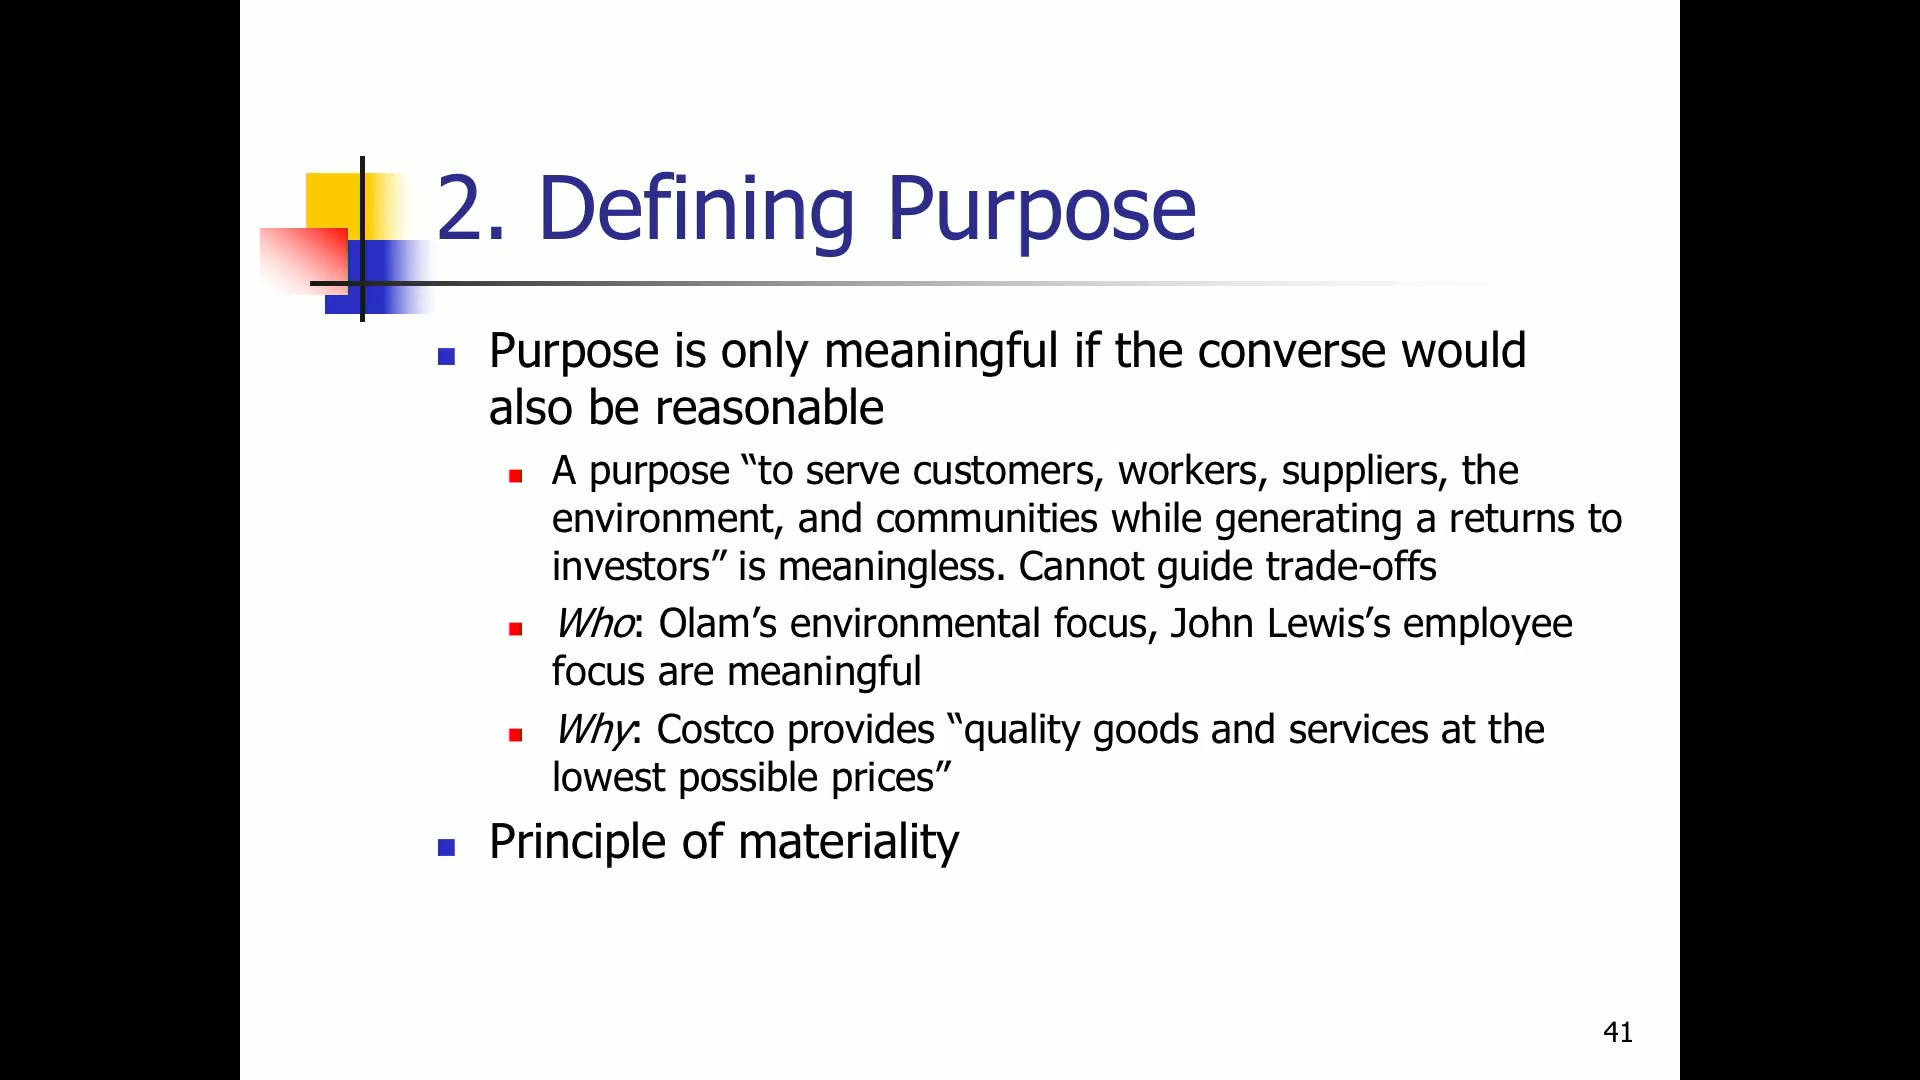 2. Defining Purpose
Purpose is only meaningful if the converse would
also be reasonable
A purpose “to serve customers, workers, suppliers, the
environment, and communities while generating a returns to
investors” is meaningless. Cannot guide trade-offs
Who: Olam’s environmental focus, John Lewis’s employee
focus are meaningful
Why: Costco provides “quality goods and services at the
lowest possible prices”
Principle of materiality
41